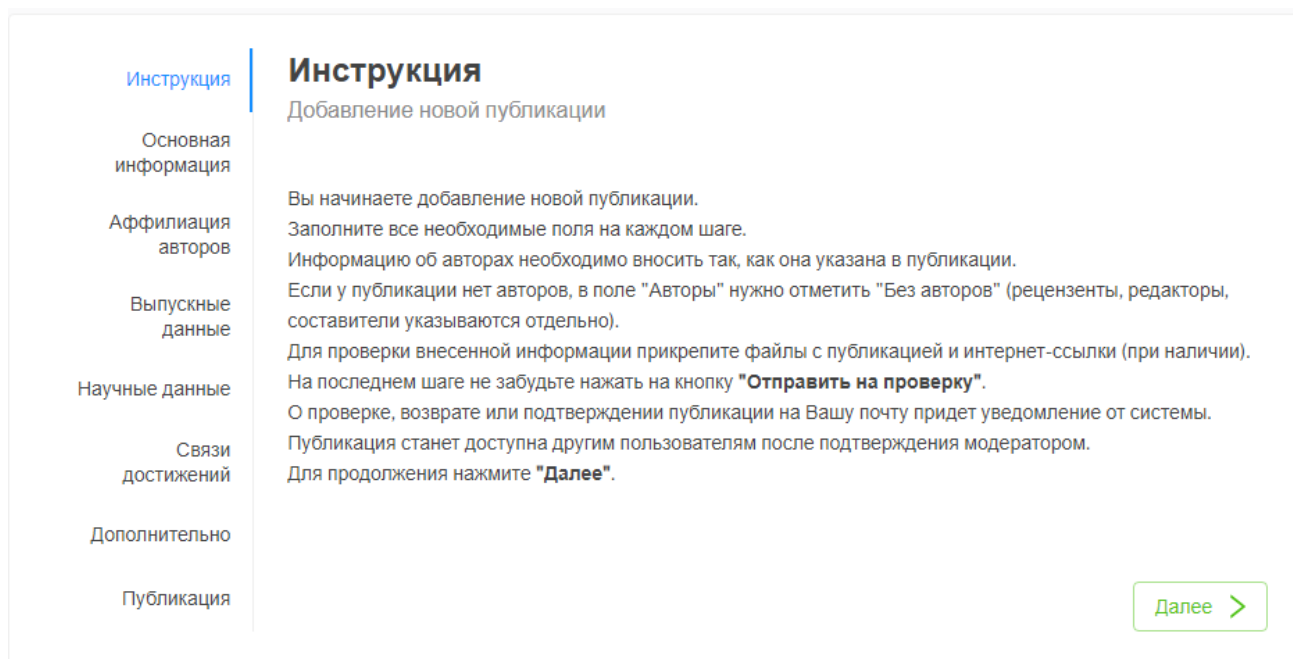 Инструкция
Основная
информация
Аффилиация
авторов
Выпускные
данные
Научные данные
Связи
достижений
Дополнительно
Публикация
Инструкция
Добавление новой публикации
Вы начинаете добавление новой публикации.
Заполните все необходимые поля на каждом шаге.
Информацию об авторах необходимо вносить так, как она указана в публикации.
Если у публикации нет авторов, в поле "Авторы" нужно отметить "Без авторов" (рецензенты, редакторы,
составители указываются отдельно).
Для проверки внесенной информации прикрепите файлы с публикацией и интернет-ссылки (при наличии).
На последнем шаге не забудьте нажать на кнопку "Отправить на проверку".
О проверке, возврате или подтверждении публикации на Вашу почту придет уведомление от системы.
Публикация станет доступна другим пользователям после подтверждения модератором.
Для продолжения нажмите "Далее".
Далее